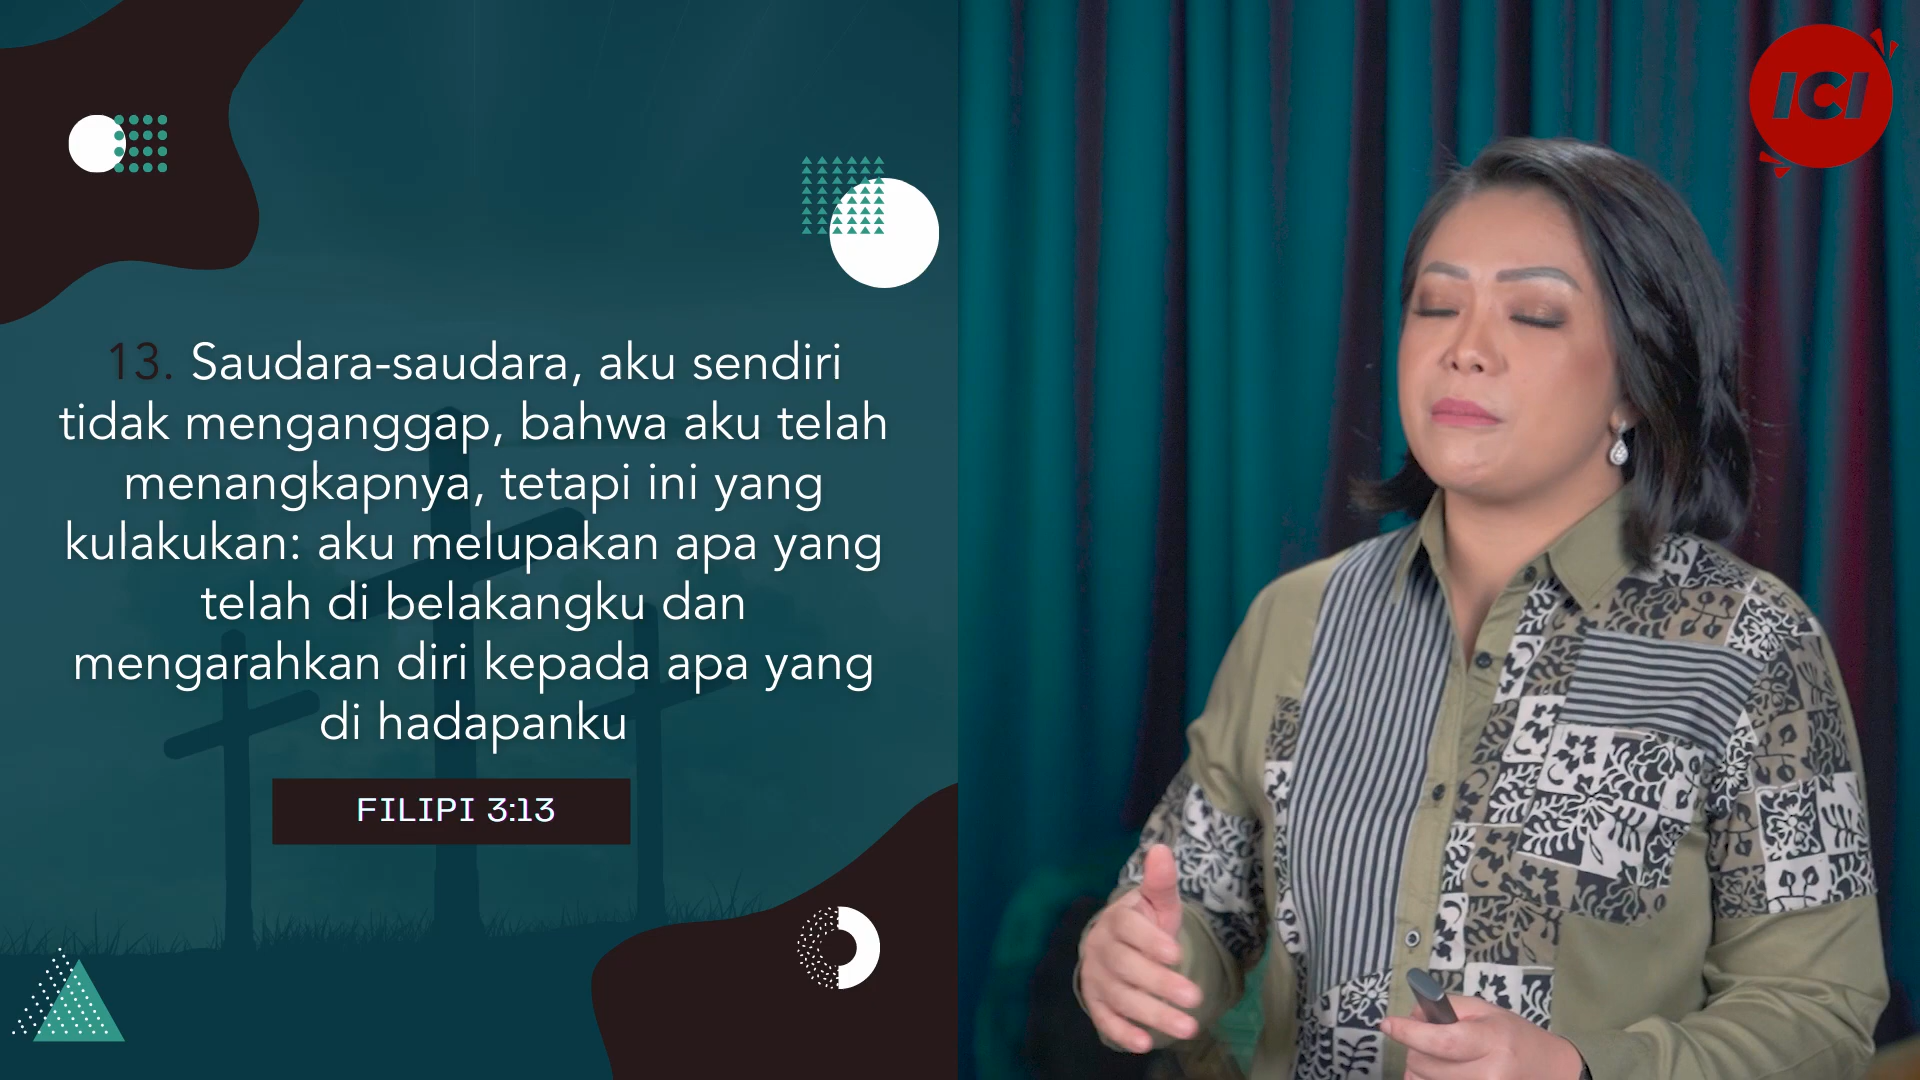 13. Saudara-saudara, aku sendiri
tidak menganggap, bahwa aku telah
menangkapnya, tetapi ini yang
kulakukan: aku melupakan apa yang
telah di belakangku dan
mengarahkan diri kepada apa yang
di hadapanku
FILIPI 3:13
ICI